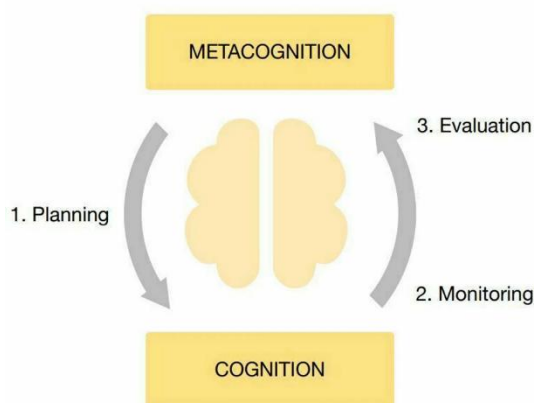 METACOGNITION
3. Evaluation
1. Planning
2. Monitoring
COGNITION